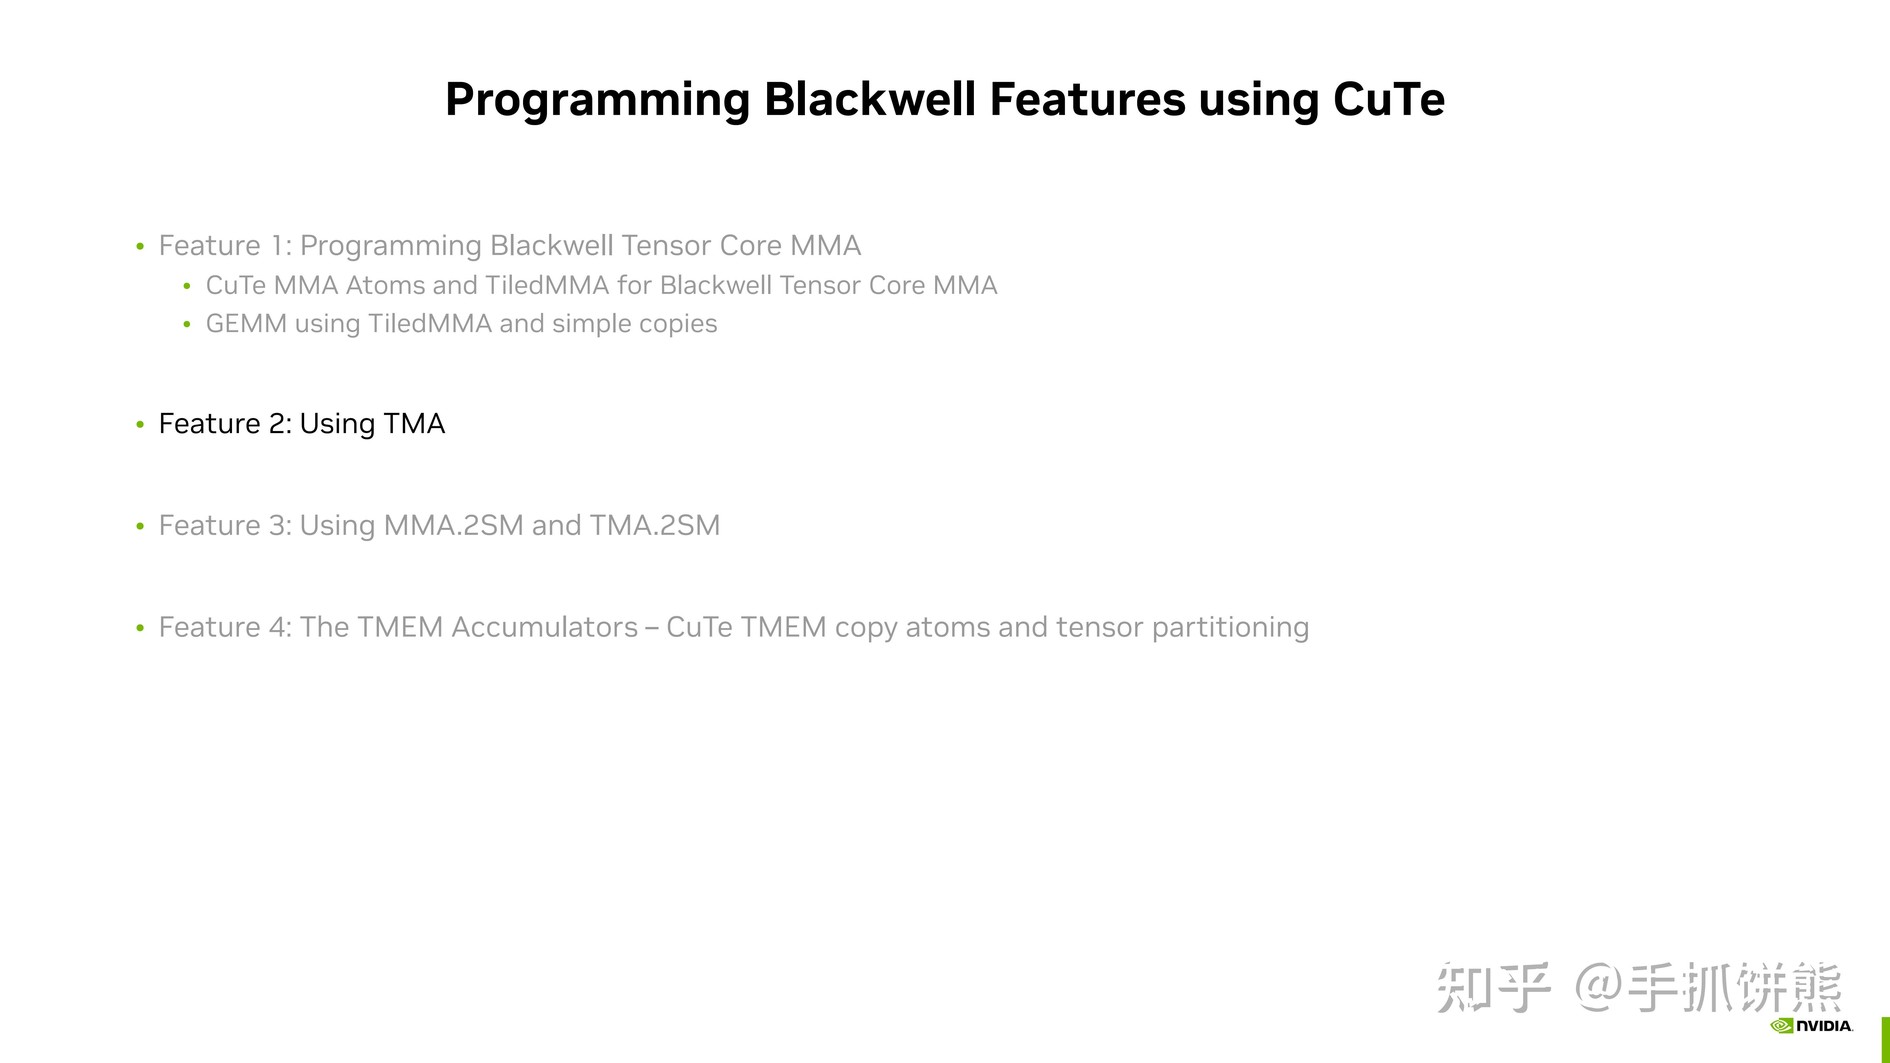 Programming Blackwell Features using CuTe
• Feature 1: Programming Blackwell Tensor Core MMA
• CuTe MMA Atoms and TiledMMA for Blackwell Tensor Core MMA
• GEMM using TiledMMA and simple copies
• Feature 2: Using TMA
• Feature 3: Using MMA.2SM and TMA.2SM
• Feature 4: The TMEM Accumulators – CuTe TMEM copy atoms and tensor partitioning
知乎 @手抓饼熊
NVIDIA.